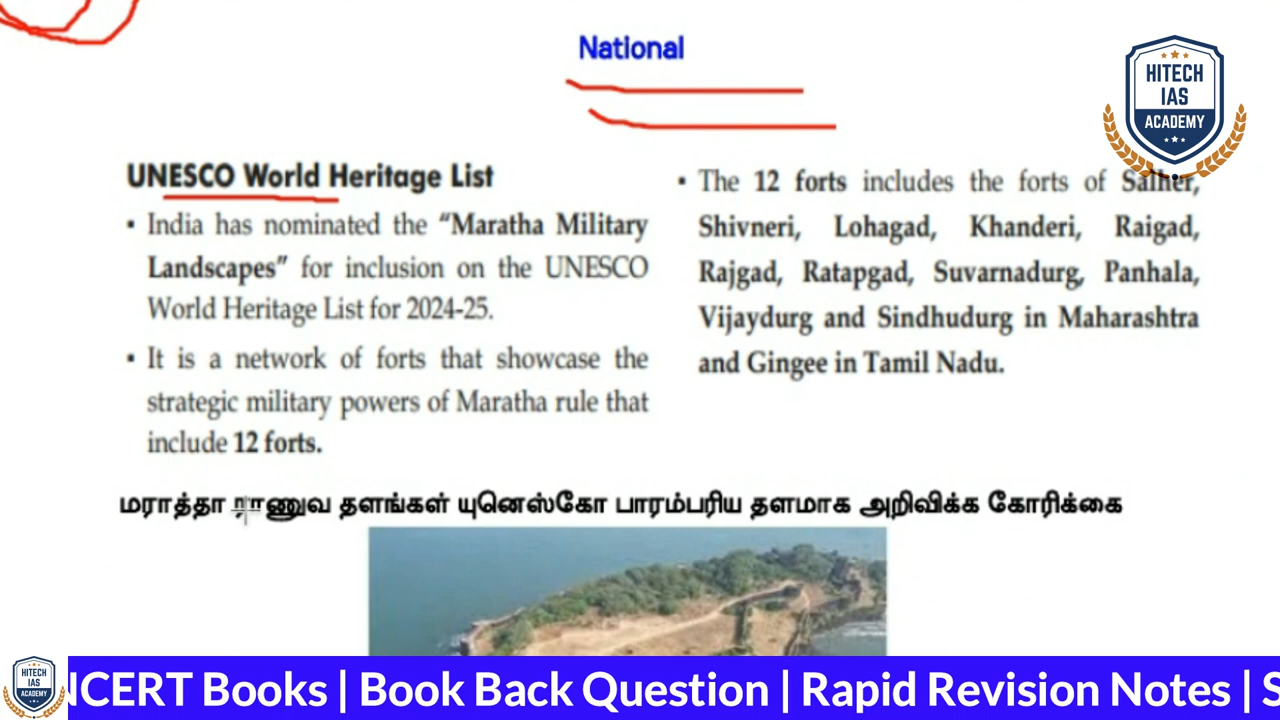 National
HITECH
IAS
ACADEMY
UNESCO World Heritage List
▪ India has nominated the “Maratha Military
Landscapes” for inclusion on the UNESCO
World Heritage List for 2024-25.
▪ It is a network of forts that showcase the
strategic military powers of Maratha rule that
include 12 forts.
▪ The 12 forts includes the forts of Salher,
Shivneri, Lohagad, Khanderi, Raigad,
Rajgad, Ratapgad, Suvarnadurg, Panhala,
Vijaydurg and Sindhudurg in Maharashtra
and Gingee in Tamil Nadu.
மராத்தா ராணுவ தளங்கள் யுனெஸ்கோ பாரம்பரிய தளமாக அறிவிக்க கோரிக்கை
HITECH
IAS
ACADEMY
NCERT Books | Book Back Question | Rapid Revision Notes | S